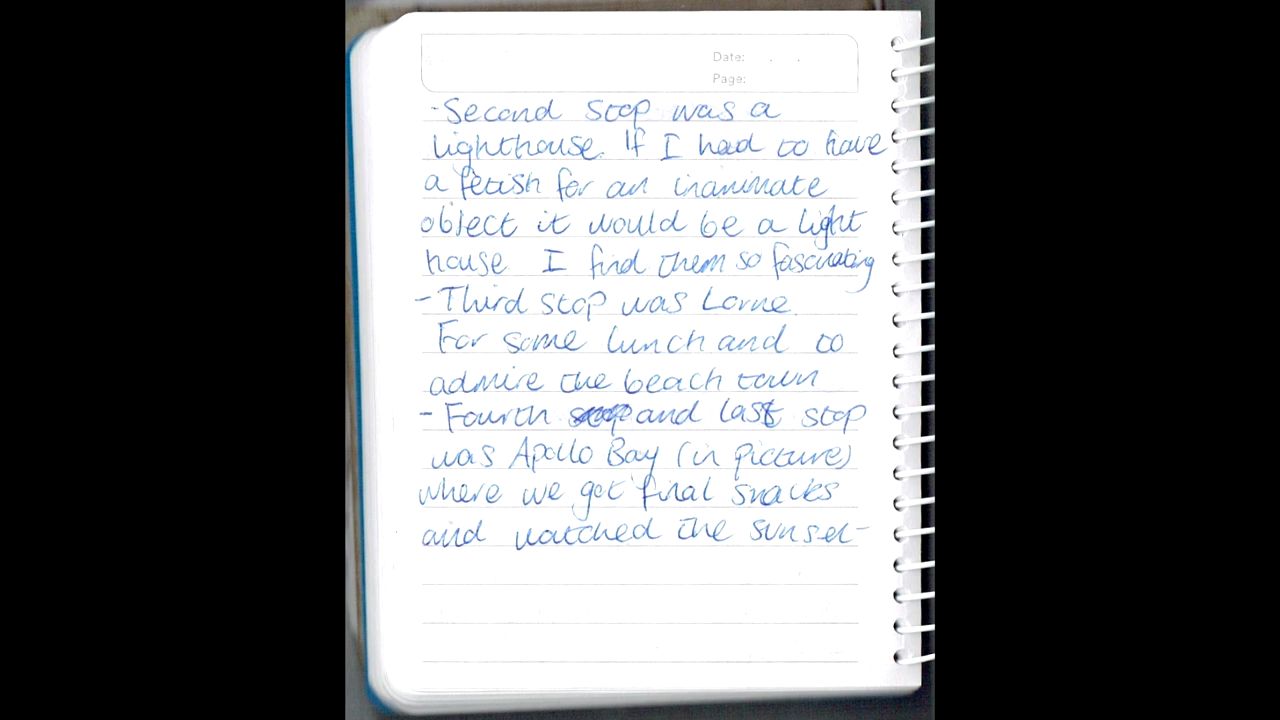 Date: . .
Page:
-Second stop was a
lighthouse. If I had to have
a fetish for an inanimate
object it would be a light
house. I find them so fascinating
- Third stop was Lorne.
For some lunch and to
admire the beach town
- Fourth and last stop
was Apollo Bay (in picture)
where we got final snacks
and watched the sunset